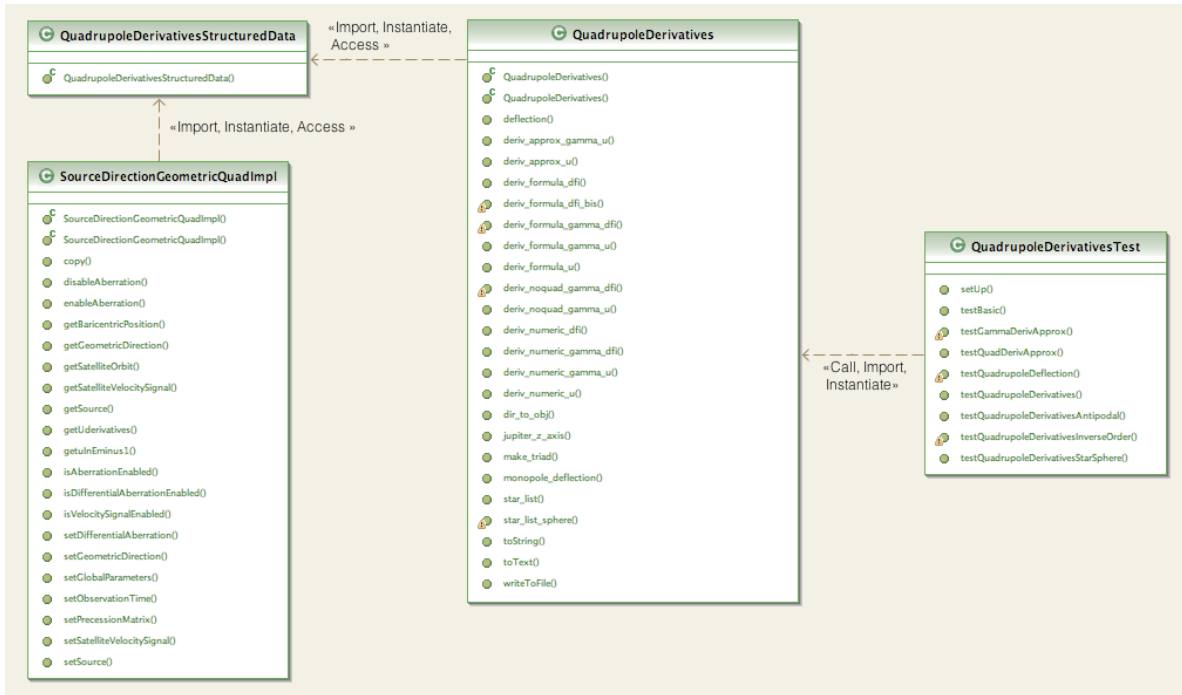 QuadrupoleDerivativesStructuredData
QuadrupoleDerivativesStructuredData()
«Import, Instantiate,
Access »
«Import, Instantiate, Access »
SourceDirectionGeometricQuadImpl
SourceDirectionGeometricQuadImpl()
SourceDirectionGeometricQuadImpl()
copy()
disableAberration()
enableAberration()
getBaricentricPosition()
getGeometricDirection()
getSatelliteOrbit()
getSatelliteVelocitySignal()
getSource()
getUderivatives()
getuInEminus1()
isAberrationEnabled()
isDifferentialAberrationEnabled()
isVelocitySignalEnabled()
setDifferentialAberration()
setGeometricDirection()
setGlobalParameters()
setObservationTime()
setPrecessionMatrix()
setSatelliteVelocitySignal()
setSource()
QuadrupoleDerivatives
QuadrupoleDerivatives()
QuadrupoleDerivatives()
deflection()
deriv_approx_gamma_u()
deriv_approx_u()
deriv_formula_dfi()
deriv_formula_dfi_bis()
deriv_formula_gamma_dfi()
deriv_formula_gamma_u()
deriv_formula_u()
deriv_noquad_gamma_dfi()
deriv_noquad_gamma_u()
deriv_numeric_dfi()
deriv_numeric_gamma_dfi()
deriv_numeric_gamma_u()
deriv_numeric_u()
dir_to_obj()
jupiter_z_axis()
make_triad()
monopole_deflection()
star_list()
star_list_sphere()
toString()
toText()
writeToFile()
«Call, Import,
Instantiate»
QuadrupoleDerivativesTest
setUp()
testBasic()
testGammaDerivApprox()
testQuadDerivApprox()
testQuadrupoleDeflection()
testQuadrupoleDerivatives()
testQuadrupoleDerivativesAntipodal()
testQuadrupoleDerivativesInverseOrder()
testQuadrupoleDerivativesStarSphere()